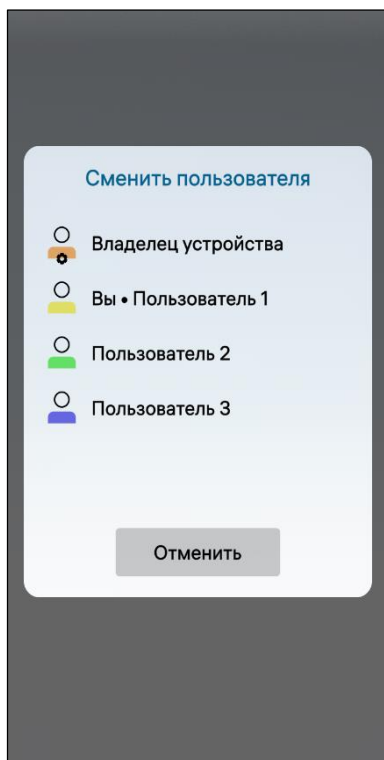 Сменить пользователя
Владелец устройства
Вы • Пользователь 1
Пользователь 2
Пользователь 3
Отменить